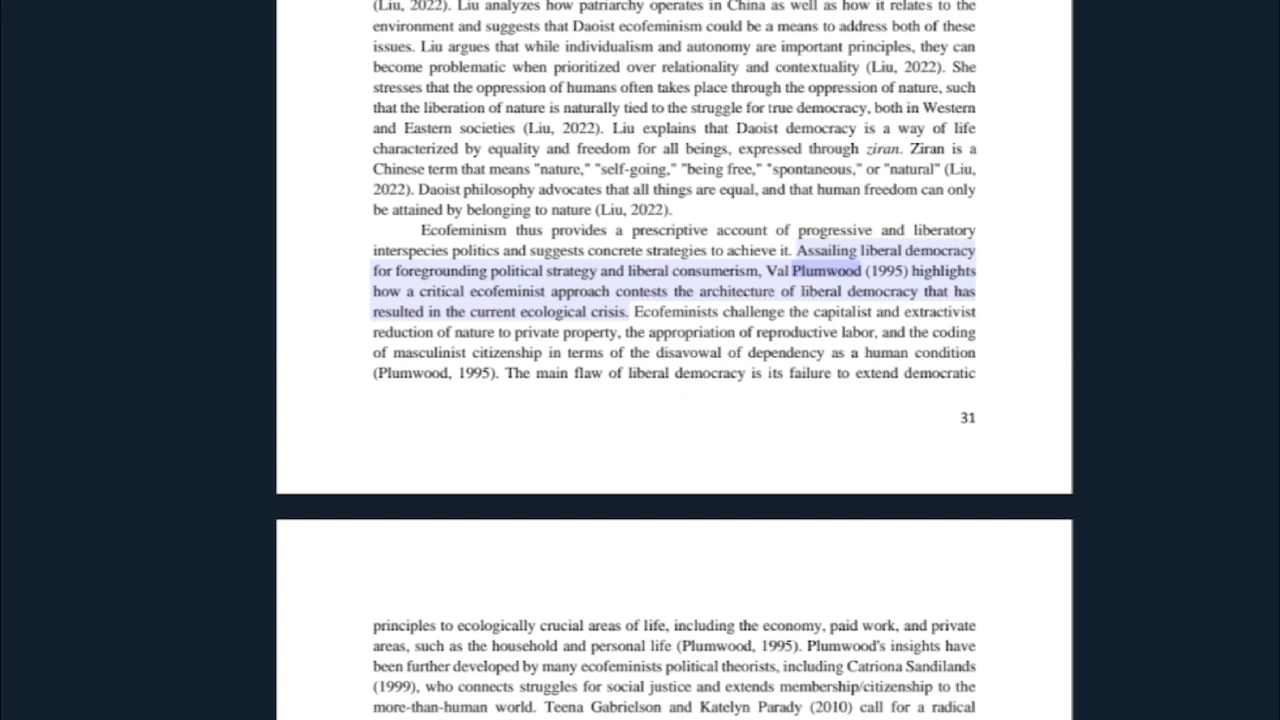 (Liu, 2022). Liu analyzes how patriarchy operates in China as well as how it relates to the
environment and suggests that Daoist ecofeminism could be a means to address both of these
issues. Liu argues that while individualism and autonomy are important principles, they can
become problematic when prioritized over relationality and contextuality (Liu, 2022). She
stresses that the oppression of humans often takes place through the oppression of nature, such
that the liberation of nature is naturally tied to the struggle for true democracy, both in Western
and Eastern societies (Liu, 2022). Liu explains that Daoist democracy is a way of life
characterized by equality and freedom for all beings, expressed through ziran. Ziran is a
Chinese term that means "nature," "self-going," "being free," "spontaneous," or "natural" (Liu,
2022). Daoist philosophy advocates that all things are equal, and that human freedom can only
be attained by belonging to nature (Liu, 2022).
Ecofeminism thus provides a prescriptive account of progressive and liberatory
interspecies politics and suggests concrete strategies to achieve it. Assailing liberal democracy
for foregrounding political strategy and liberal consumerism, Val Plumwood (1995) highlights
how a critical ecofeminist approach contests the architecture of liberal democracy that has
resulted in the current ecological crisis. Ecofeminists challenge the capitalist and extractivist
reduction of nature to private property, the appropriation of reproductive labor, and the coding
of masculinist citizenship in terms of the disavowal of dependency as a human condition
(Plumwood, 1995). The main flaw of liberal democracy is its failure to extend democratic
31
principles to ecologically crucial areas of life, including the economy, paid work, and private
areas, such as the household and personal life (Plumwood, 1995). Plumwood's insights have
been further developed by many ecofeminists political theorists, including Catriona Sandilands
(1999), who connects struggles for social justice and extends membership/citizenship to the
more-than-human world. Teena Gabrielson and Katelyn Parady (2010) call for a radical